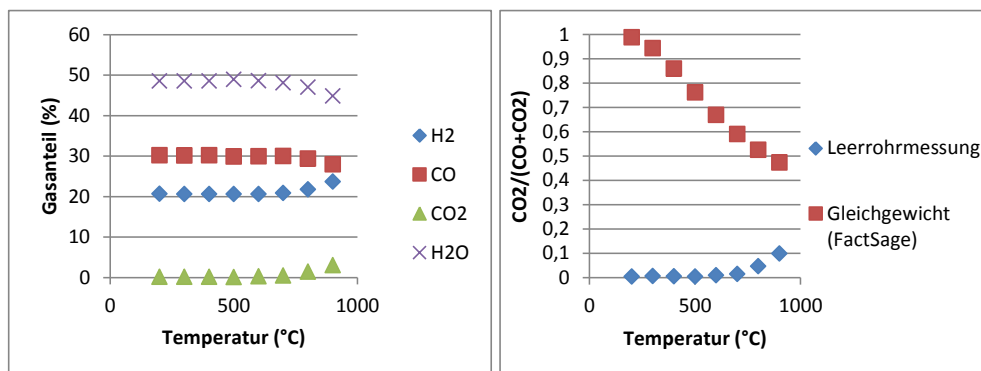 60
50
40
30
20
10
0
0
500
1000
Gasanteil (%)
Temperatur (°C)
H2
CO
CO2
H2O
1
0,9
0,8
0,7
0,6
0,5
0,4
0,3
0,2
0,1
0
0
500
1000
CO2/(CO+CO2)
Temperatur (°C)
Leerrohrmessung
Gleichgewicht
(FactSage)